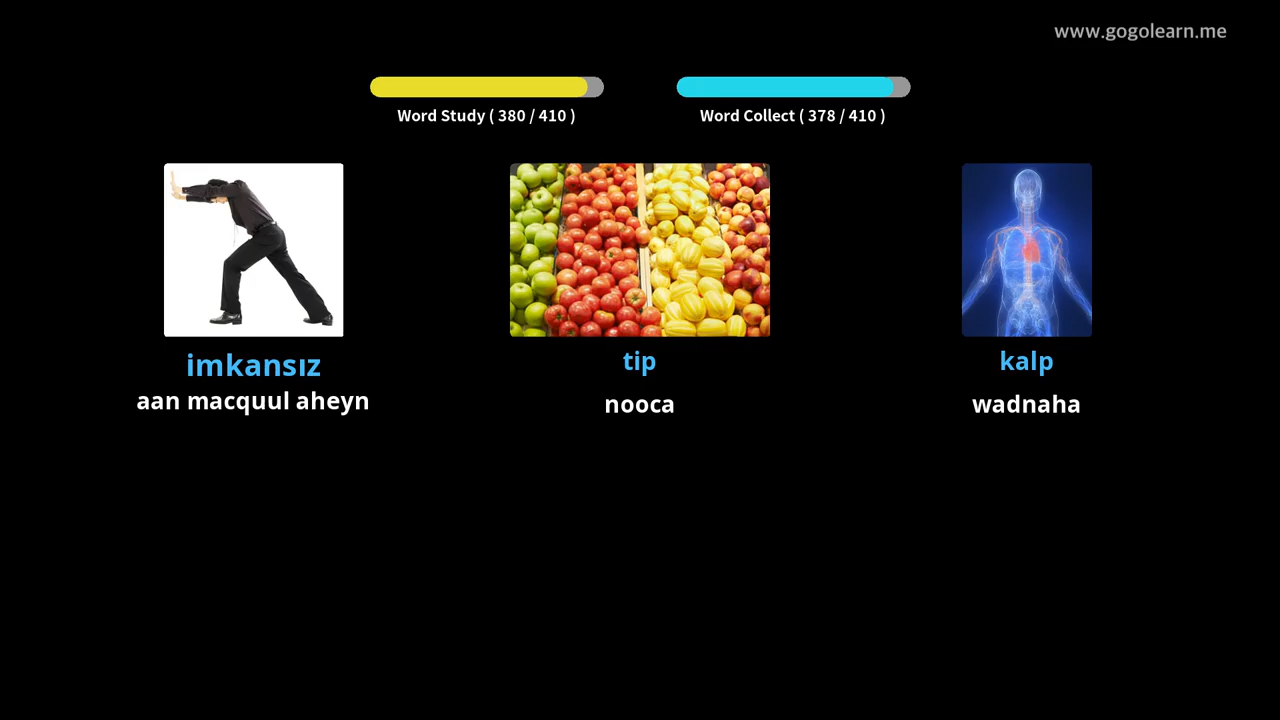 www.gogolearn.me
Word Study ( 380 / 410 )
Word Collect ( 378 / 410 )
imkansız
aan macquul aheyn
tip
nooca
kalp
wadnaha